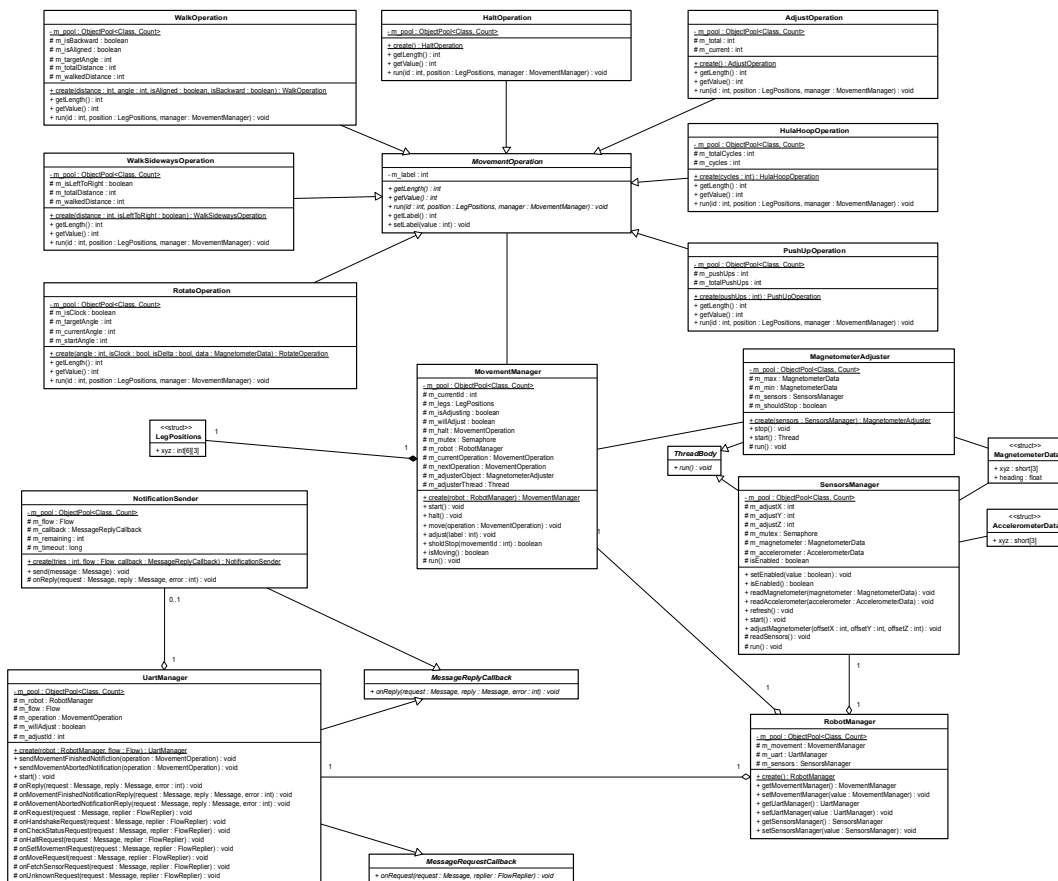 WalkOperation
- m_pool : ObjectPool<Class, Count>
# m_isBackward : boolean
# m_isAligned : boolean
# m_targetAngle : int
# m_totalDistance : int
# m_walkedDistance : int
+ create(distance : int, angle : int, isAligned : boolean, isBackward : boolean) : WalkOperation
+ getLength() : int
+ getValue() : int
+ run(id : int, position : LegPositions, manager : MovementManager) : void
HaltOperation
- m_pool : ObjectPool<Class, Count>
+ create() : HaltOperation
+ getLength() : int
+ getValue() : int
+ run(id : int, position : LegPositions, manager : MovementManager) : void
AdjustOperation
- m_pool : ObjectPool<Class, Count>
# m_total : int
# m_current : int
+ create() : AdjustOperation
+ getLength() : int
+ getValue() : int
+ run(id : int, position : LegPositions, manager : MovementManager) : void
WalkSidewaysOperation
- m_pool : ObjectPool<Class, Count>
# m_isLeftToRight : boolean
# m_totalDistance : int
# m_walkedDistance : int
+ create(distance : int, isLeftToRight : boolean) : WalkSidewaysOperation
+ getLength() : int
+ getValue() : int
+ run(id : int, position : LegPositions, manager : MovementManager) : void
MovementOperation
- m_label : int
+ getLength() : int
+ getValue() : int
+ run(id : int, position : LegPositions, manager : MovementManager) : void
+ getLabel() : int
+ setLabel(value : int) : void
HulaHoopOperation
- m_pool : ObjectPool<Class, Count>
# m_totalCycles : int
# m_cycles : int
+ create(cycles : int) : HulaHoopOperation
+ getLength() : int
+ getValue() : int
+ run(id : int, position : LegPositions, manager : MovementManager) : void
PushUpOperation
- m_pool : ObjectPool<Class, Count>
# m_pushUps : int
# m_totalPushUps : int
+ create(pushUps : int) : PushUpOperation
+ getLength() : int
+ getValue() : int
+ run(id : int, position : LegPositions, manager : MovementManager) : void
RotateOperation
- m_pool : ObjectPool<Class, Count>
# m_isClock : boolean
# m_targetAngle : int
# m_currentAngle : int
# m_startAngle : int
+ create(angle : int, isClock : bool, isDelta : bool, data : MagnetometerData) : RotateOperation
+ getLength() : int
+ getValue() : int
+ run(id : int, position : LegPositions, manager : MovementManager) : void
MovementManager
- m_pool : ObjectPool<Class, Count>
# m_currentId : int
# m_legs : LegPositions
# m_isAdjusting : boolean
# m_willAdjust : boolean
# m_halt : MovementOperation
# m_mutex : Semaphore
# m_robot : RobotManager
# m_currentOperation : MovementOperation
# m_nextOperation : MovementOperation
# m_adjusterObject : MagnetometerAdjuster
# m_adjusterThread : Thread
+ create(robot : RobotManager) : MovementManager
+ start() : void
+ halt() : void
+ move(operation : MovementOperation) : void
+ adjust(label : int) : void
+ sholdStop(movementId : int) : boolean
+ isMoving() : boolean
# run() : void
MagnetometerAdjuster
- m_pool : ObjectPool<Class, Count>
# m_max : MagnetometerData
# m_min : MagnetometerData
# m_sensors : SensorsManager
# m_shouldStop : boolean
+ create(sensors : SensorsManager) : MagnetometerAdjuster
+ stop() : void
+ start() : Thread
# run() : void
<<struct>>
LegPositions
+ xyz : int[6][3]
1
1
ThreadBody
+ run() : void
<<struct>>
MagnetometerData
+ xyz : short[3]
+ heading : float
<<struct>>
AccelerometerData
+ xyz : short[3]
SensorsManager
- m_pool : ObjectPool<Class, Count>
# m_adjustX : int
# m_adjustY : int
# m_adjustZ : int
# m_mutex : Semaphore
# m_magnetometer : MagnetometerData
# m_accelerometer : AccelerometerData
# isEnabled : boolean
+ setEnabled(value : boolean) : void
+ isEnabled() : boolean
+ readMagnetometer(magnetometer : MagnetometerData) : void
+ readAccelerometer(accelerometer : AccelerometerData) : void
+ refresh() : void
+ start() : void
+ adjustMagnetometer(offsetX : int, offsetY : int, offsetZ : int) : void
# readSensors() : void
# run() : void
NotificationSender
- m_pool : ObjectPool<Class, Count>
# m_flow : Flow
# m_callback : MessageReplyCallback
# m_remaining : int
# m_timeout : long
+ create(tries : int, flow : Flow, callback : MessageReplyCallback) : NotificationSender
+ send(message : Message) : void
# onReply(request : Message, reply : Message, error : int) : void
1
0..1
1
UartManager
- m_pool : ObjectPool<Class, Count>
# m_robot : RobotManager
# m_flow : Flow
# m_operation : MovementOperation
# m_willAdjust : boolean
# m_adjustId : int
+ create(robot : RobotManager, flow : Flow) : UartManager
+ sendMovementFinishedNotifiction(operation : MovementOperation) : void
+ sendMovementAbortedNotification(operation : MovementOperation) : void
+ start() : void
# onReply(request : Message, reply : Message, error : int) : void
# onMovementFinishedNotificationReply(request : Message, reply : Message, error : int) : void
# onMovementAbortedNotificationReply(request : Message, reply : Message, error : int) : void
# onRequest(request : Message, replier : FlowReplier) : void
# onHandshakeRequest(request : Message, replier : FlowReplier) : void
# onCheckStatusRequest(request : Message, replier : FlowReplier) : void
# onHaltRequest(request : Message, replier : FlowReplier) : void
# onSetMovementRequest(request : Message, replier : FlowReplier) : void
# onMoveRequest(request : Message, replier : FlowReplier) : void
# onFetchSensorRequest(request : Message, replier : FlowReplier) : void
# onUnknownRequest(request : Message, replier : FlowReplier) : void
MessageReplyCallback
+ onReply(request : Message, reply : Message, error : int) : void
1
1
1
1
1
RobotManager
- m_pool : ObjectPool<Class, Count>
# m_movement : MovementManager
# m_uart : UartManager
# m_sensors : SensorsManager
+ create() : RobotManager
+ getMovementManager() : MovementManager
+ setMovementManager(value : MovementManager) : void
+ getUartManager() : UartManager
+ setUartManager(value : UartManager) : void
+ getSensorsManager() : SensorsManager
+ setSensorsManager(value : SensorsManager) : void
MessageRequestCallback
+ onRequest(request : Message, replier : FlowReplier) : void